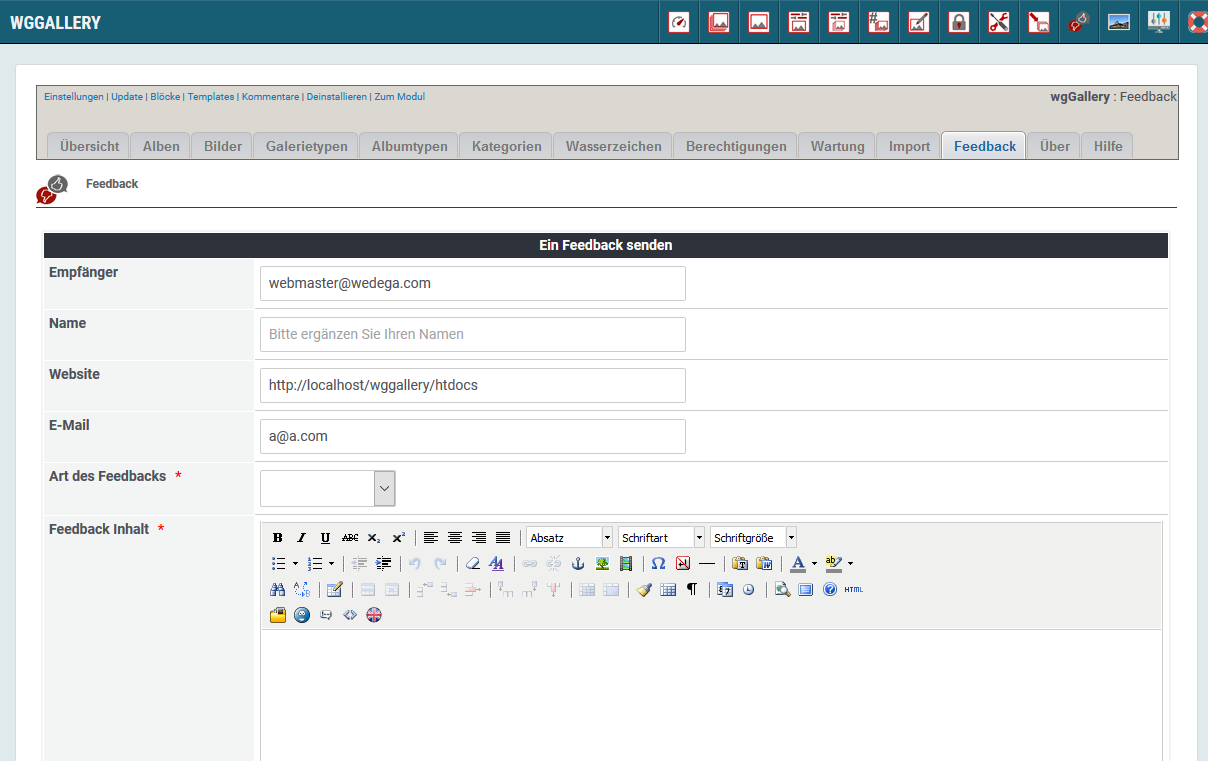 WGGALLERY
Einstellungen | Update | Blöcke | Templates | Kommentare | Deinstallieren | Zum Modul
wgGallery : Feedback
Übersicht Alben Bilder Galerietypen Albumtypen Kategorien Wasserzeichen Berechtigungen Wartung Import Feedback Über Hilfe
Feedback
Ein Feedback senden
Empfänger
webmaster@wedega.com
Name
Bitte ergänzen Sie Ihren Namen
Website
http://localhost/wggallery/htdocs
E-Mail
a@a.com
Art des Feedbacks *
Feedback Inhalt *
B I U ABC x₂ x² Absatz Schriftart Schriftgröße
HTML